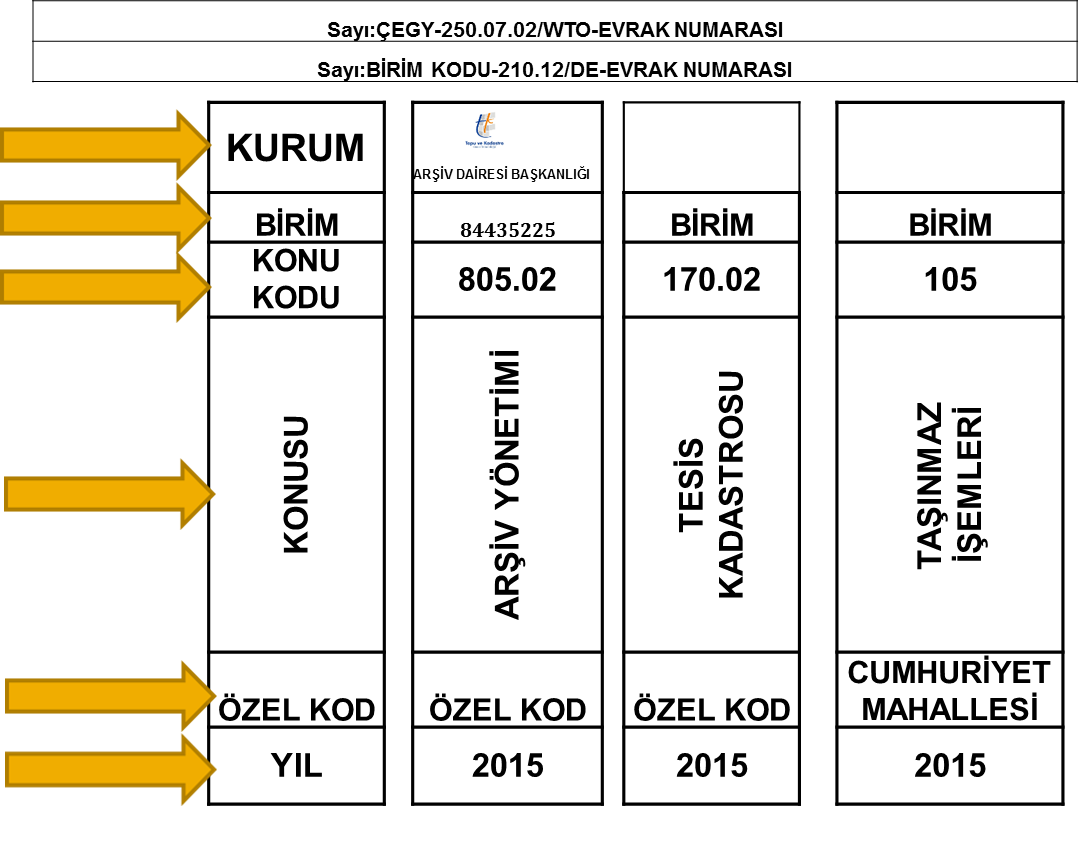 Sayı:ÇEGY-250.07.02/WTO-EVRAK NUMARASI
Sayı:BİRİM KODU-210.12/DE-EVRAK NUMARASI
KURUM
BİRİM
KONU
KODU
KONUSU
ÖZEL KOD
YIL
Tapu ve Kadastro
ARŞİV DAİRESİ BAŞKANLIĞI
84435225
805.02
ARŞİV YÖNETİMİ
ÖZEL KOD
2015
BİRİM
170.02
TESİS
KADASTROSU
ÖZEL KOD
2015
BİRİM
105
TAŞINMAZ
İŞEMLERİ
CUMHURİYET
MAHALLESİ
2015